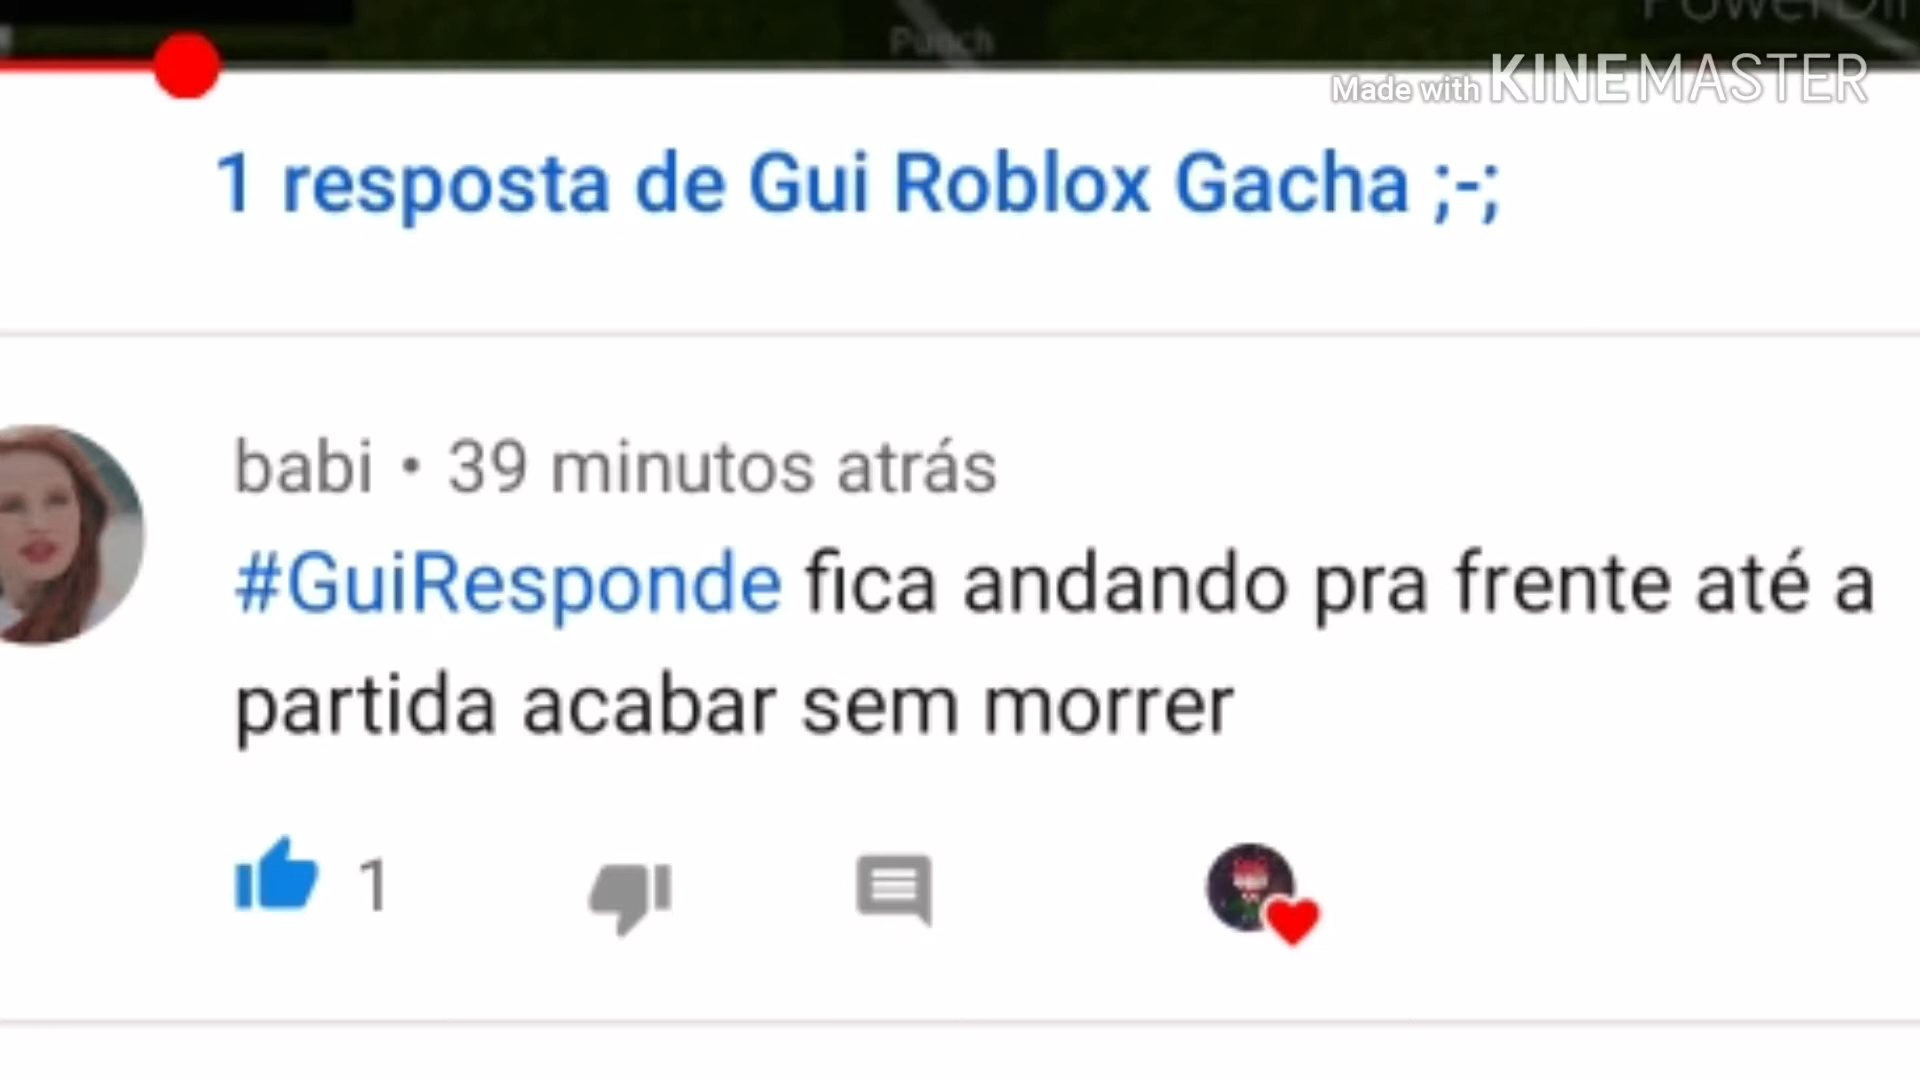 Punch
Made with KINEMASTER
1 resposta de Gui Roblox Gacha ;-;
babi • 39 minutos atrás
#GuiResponde fica andando pra frente até a
partida acabar sem morrer
1